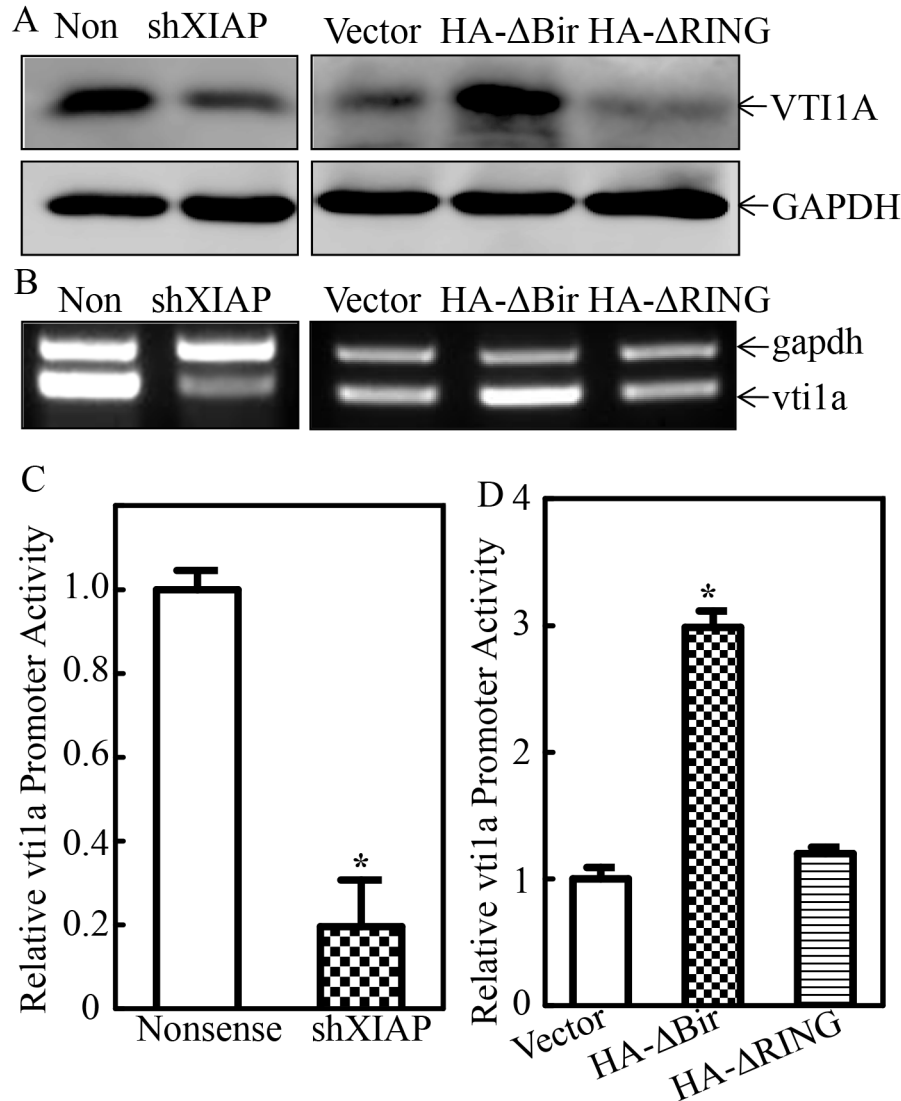 A
Non shXIAP Vector HA-ΔBir HA-ΔRING
VTI1A
GAPDH
B
Non shXIAP Vector HA-ΔBir HA-ΔRING
gapdh
vti1a
C
Relative vti1a Promoter Activity
1.0
0.8
0.6
0.4
0.2
0
*
Nonsense shXIAP
D
Relative vti1a Promoter Activity
4
3
2
1
0
*
Vector HA-ΔBir HA-ΔRING